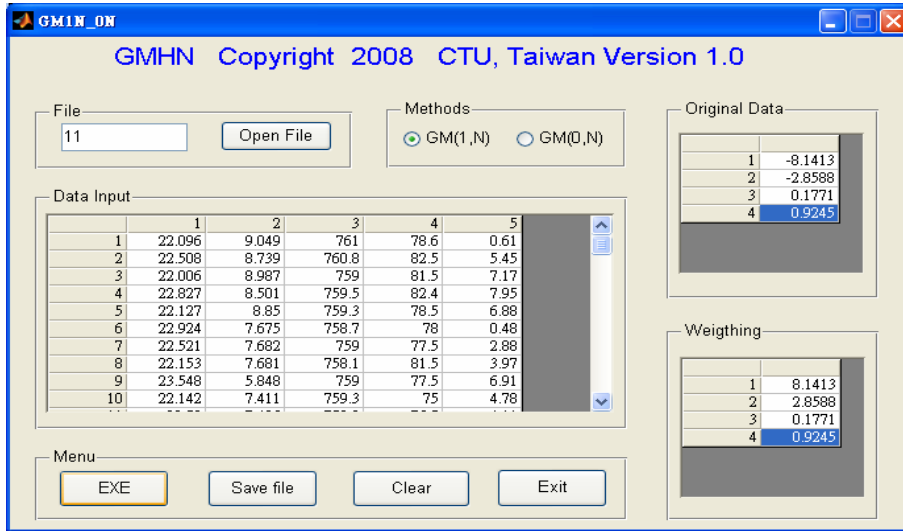 GM1N_0N
GMHN Copyright 2008 CTU, Taiwan Version 1.0
File
11
Open File
Methods
GM(1,N) GM(0,N)
Original Data
1 -8.1413
2 -2.8588
3 0.1771
4 0.9245
Data Input
1 2 3 4 5
1 22.096 9.049 761 78.6 0.61
2 22.508 8.739 760.8 82.5 5.45
3 22.006 8.987 759 81.5 7.17
4 22.827 8.501 759.5 82.4 7.95
5 22.127 8.85 759.3 78.5 6.88
6 22.924 7.675 758.7 78 0.48
7 22.521 7.682 759 77.5 2.88
8 22.153 7.681 758.1 81.5 3.97
9 23.548 5.848 759 77.5 6.91
10 22.142 7.411 759.3 75 4.78
Weigthing
1 8.1413
2 2.8588
3 0.1771
4 0.9245
Menu
EXE
Save file
Clear
Exit